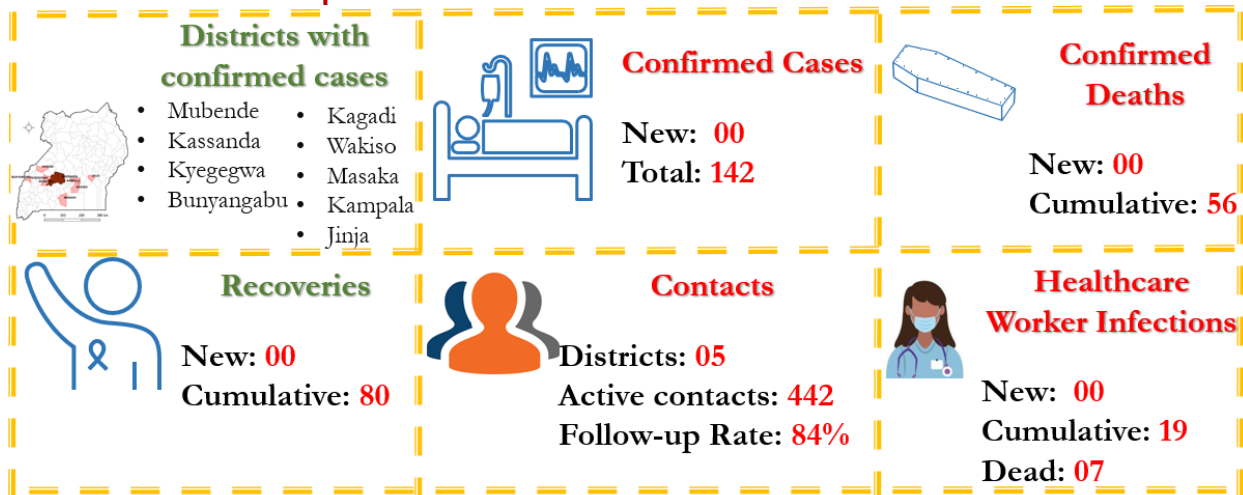 Districts with
confirmed cases
• Mubende
• Kassanda
• Kyegegwa
• Bunyangabu
• Kagadi
• Wakiso
• Masaka
• Kampala
• Jinja
Confirmed Cases
New: 00
Total: 142
Confirmed
Deaths
New: 00
Cumulative: 56
Recoveries
New: 00
Cumulative: 80
Contacts
Districts: 05
Active contacts: 442
Follow-up Rate: 84%
Healthcare
Worker Infections
New: 00
Cumulative: 19
Dead: 07